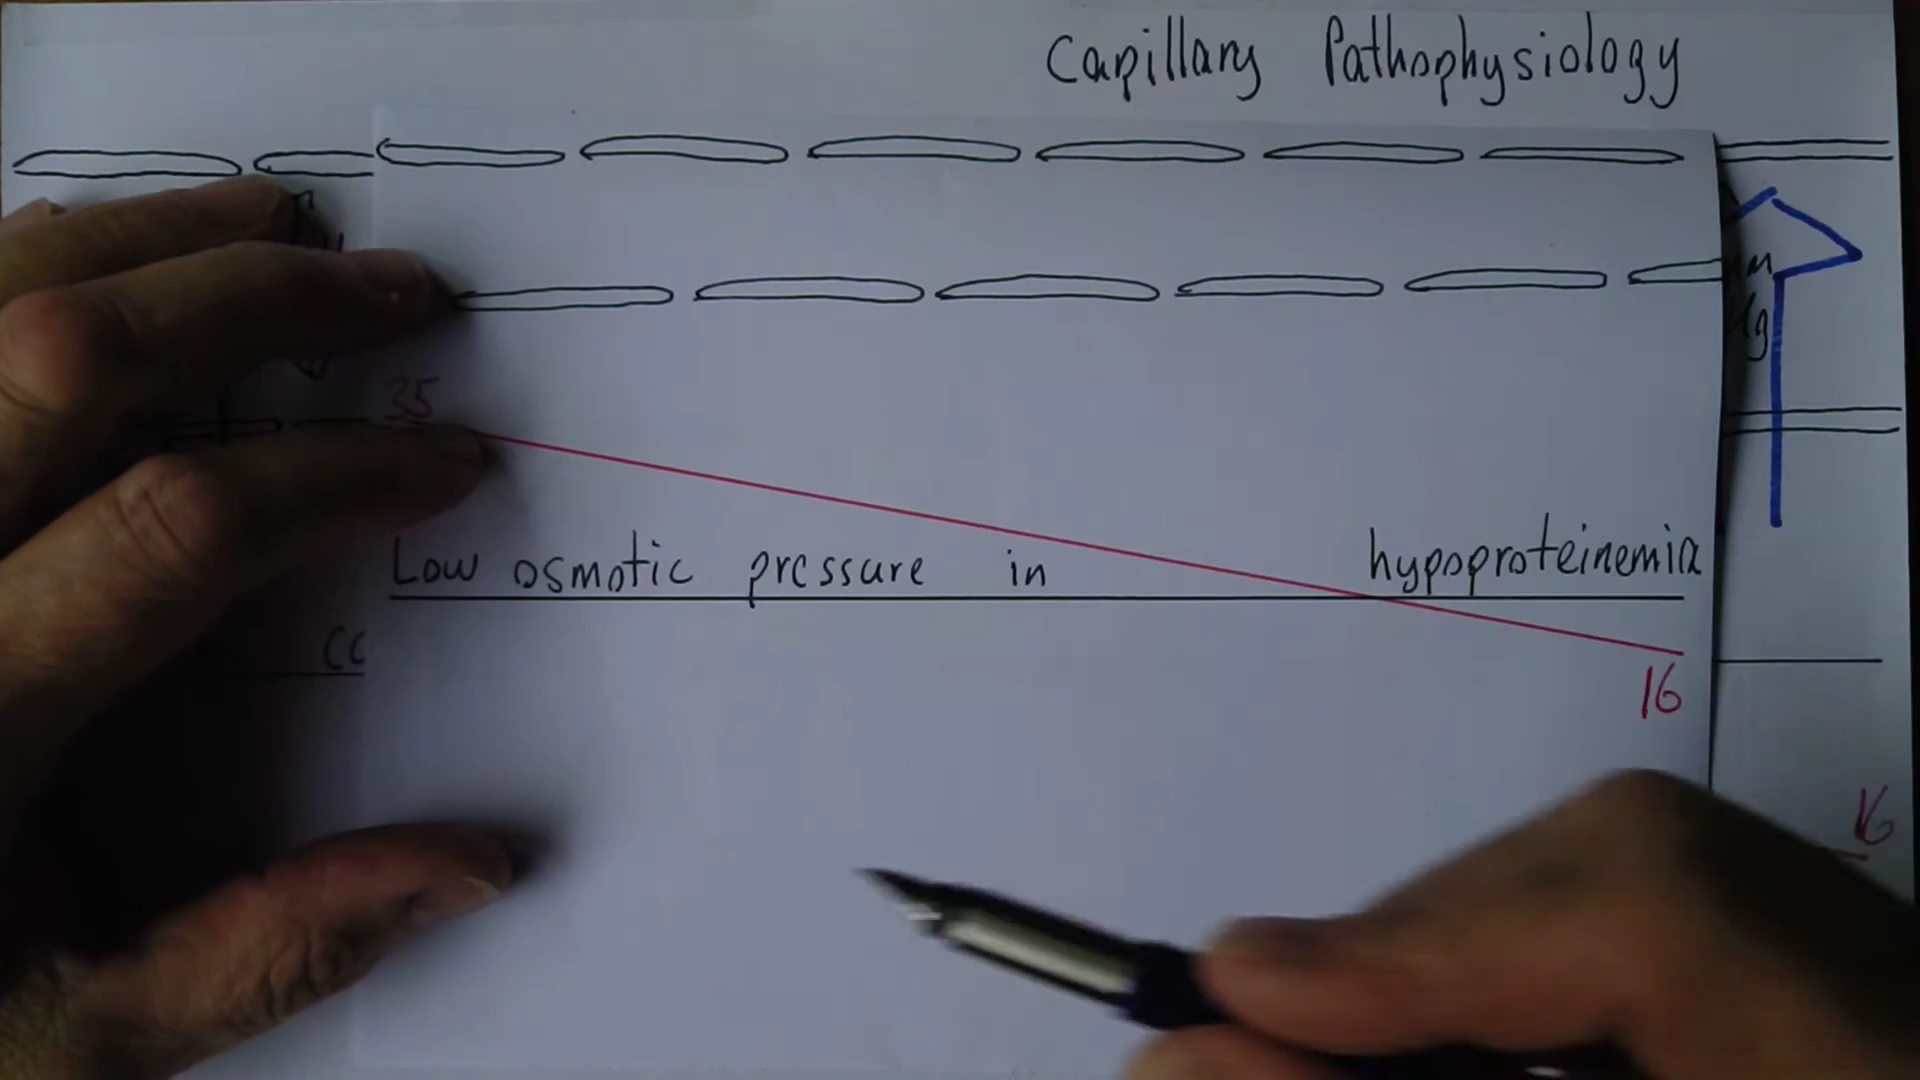 Capillary Pathophysiology
35
Low osmotic pressure in hypoproteinemia
16
16